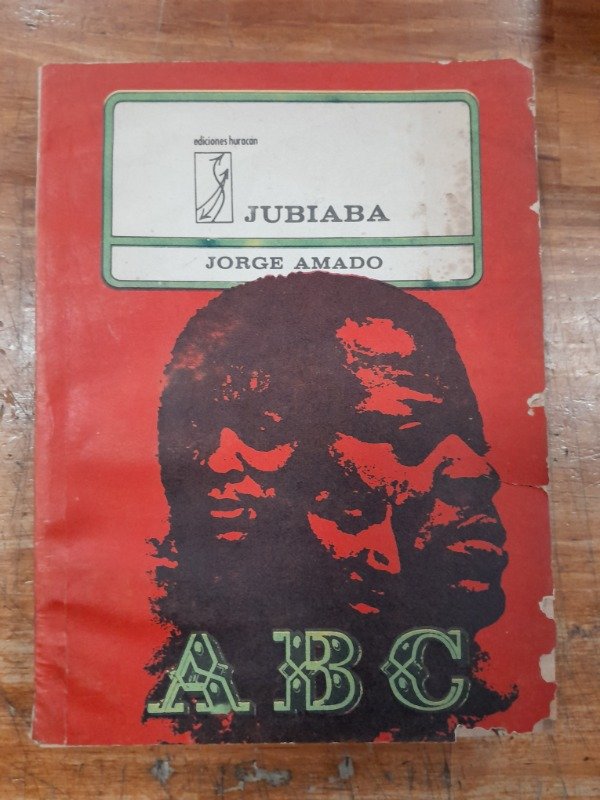 ediciones huracán
JUBIABA
JORGE AMADO
ABC